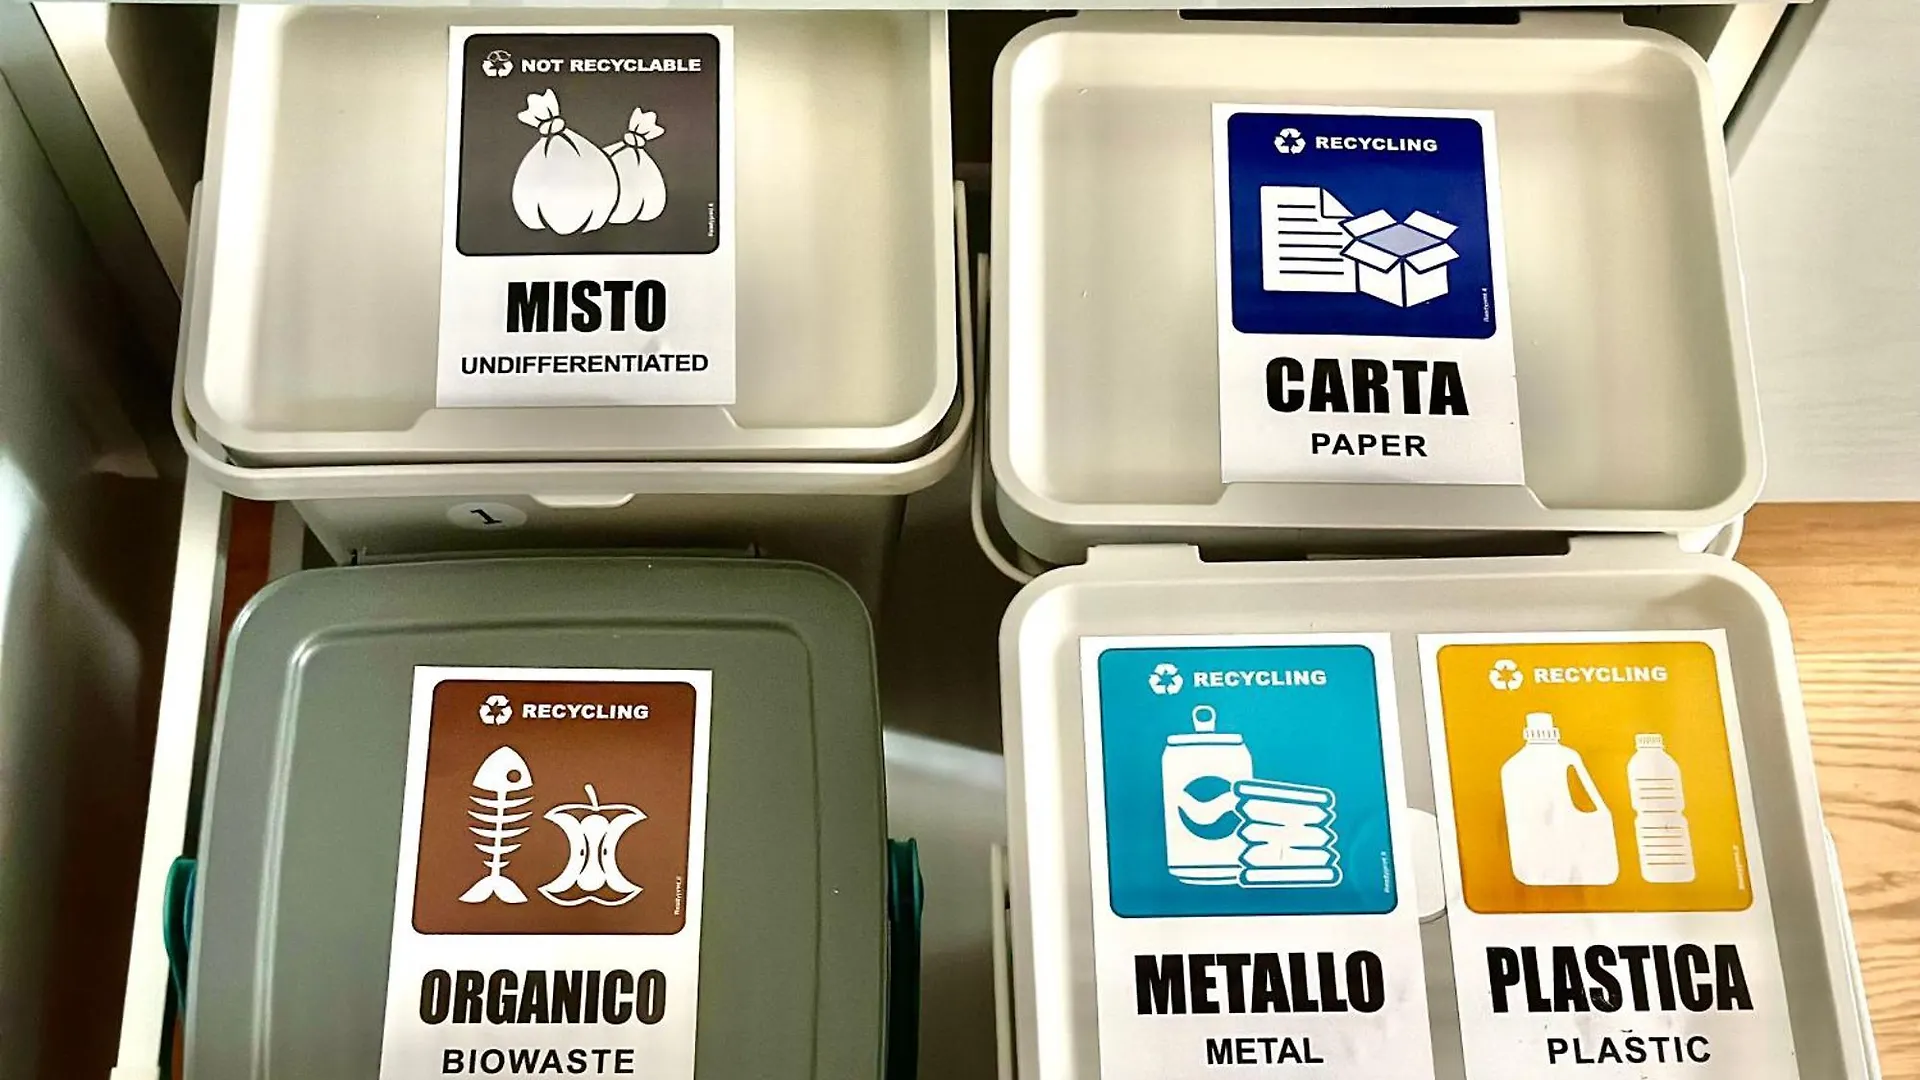 NOT RECYCLABLE
MISTO
UNDIFFERENTIATED
1
RECYCLING
CARTA
PAPER
RECYCLING
ORGANICO
BIOWASTE
RECYCLING
METALLO
METAL
RECYCLING
PLASTICA
PLASTIC